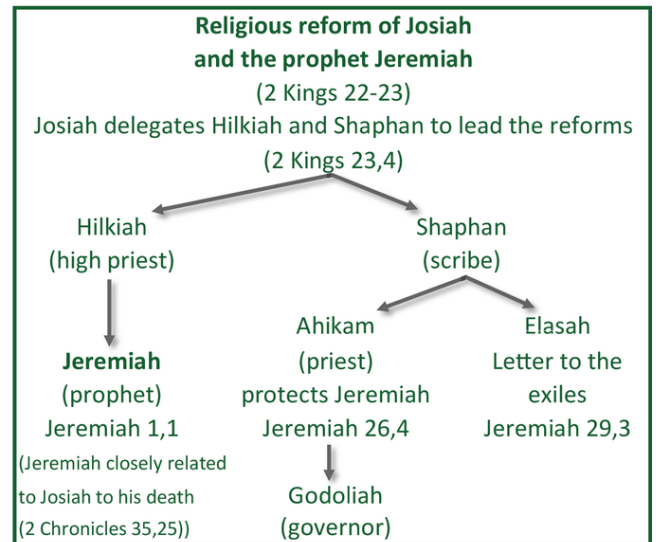 Religious reform of Josiah
and the prophet Jeremiah
(2 Kings 22-23)
Josiah delegates Hilkiah and Shaphan to lead the reforms
(2 Kings 23,4)
Hilkiah
(high priest)
Shaphan
(scribe)
Jeremiah
(prophet)
Jeremiah 1,1
(Jeremiah closely related
to Josiah to his death
(2 Chronicles 35,25))
Ahikam
(priest)
protects Jeremiah
Jeremiah 26,4
Godoliah
(governor)
Elasah
Letter to the
exiles
Jeremiah 29,3